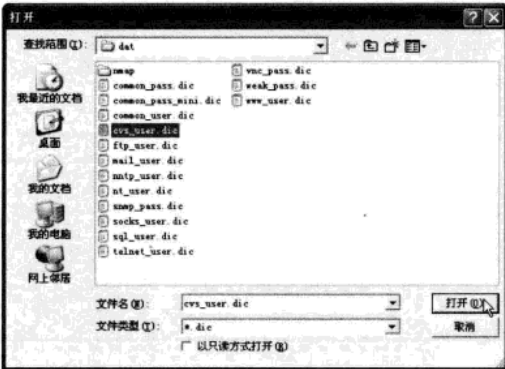 打开
查找范围(I):
dat
我最近的文档
桌面
我的文档
我的电脑
网上邻居
nmap
common_pass.dic
common_pass_mini.dic
common_user.dic
cvs_user.dic
ftp_user.dic
mail_user.dic
nntp_user.dic
nt_user.dic
snmp_pass.dic
socks_user.dic
sql_user.dic
telnet_user.dic
vnc_pass.dic
weak_pass.dic
www_user.dic
文件名(N):
cvs_user.dic
打开(O)
文件类型(T):
*.dic
取消
以只读方式打开(R)